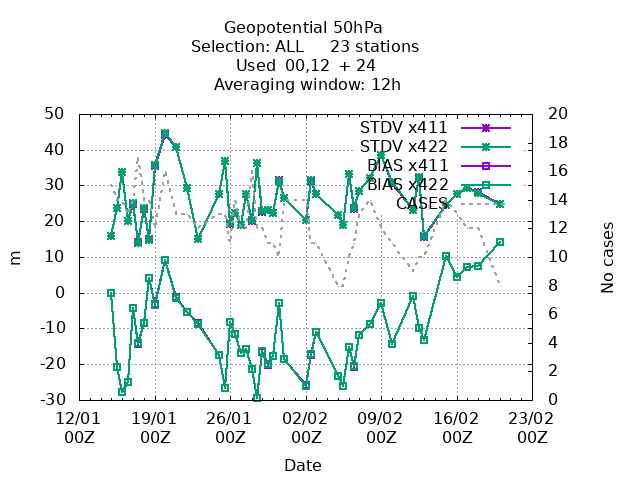 Geopotential 50hPa
Selection: ALL 23 stations
Used 00,12 + 24
Averaging window: 12h
50 20
40 18
30 16
20 14
10 12
0 10
-10 8
-20 6
-30 4
2
0
STDV x411
STDV x422
BIAS x411
BIAS x422
CASES
m
No cases
12/01 19/01 26/01 02/02 09/02 16/02 23/02
00Z 00Z 00Z 00Z 00Z 00Z 00Z
Date